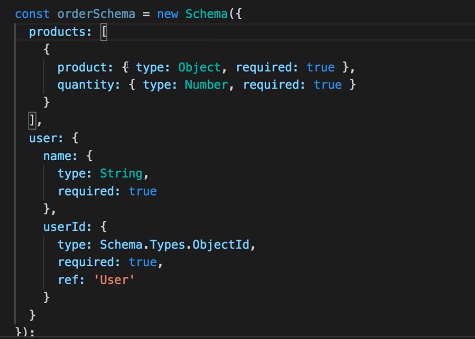 const orderSchema = new Schema({
  products: [
    {
      product: { type: Object, required: true },
      quantity: { type: Number, required: true }
    }
  ],
  user: {
    name: {
      type: String,
      required: true
    },
    userId: {
      type: Schema.Types.ObjectId,
      required: true,
      ref: 'User'
    }
  }
});